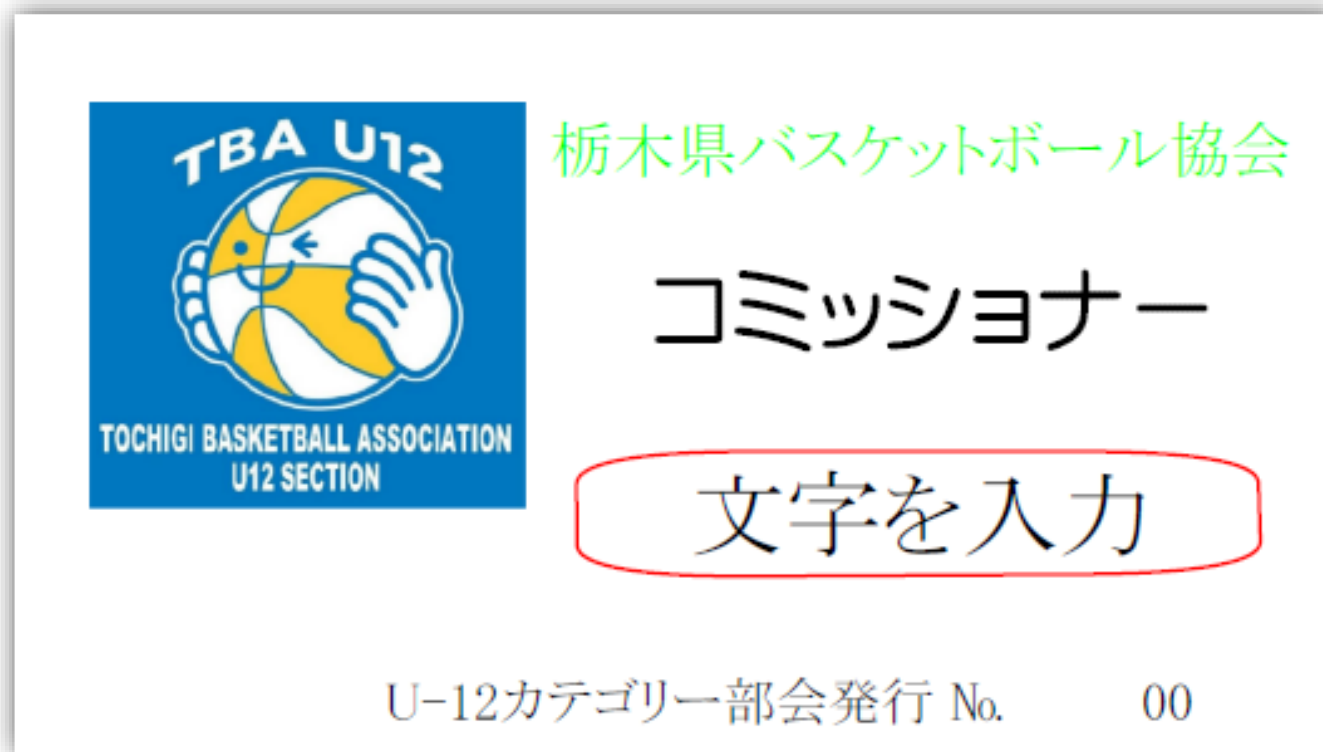 TBA U12
TOCHIGI BASKETBALL ASSOCIATION
U12 SECTION
栃木県バスケットボール協会
コミッショナー
文字を入力
U-12カテゴリー部会発行 № 00